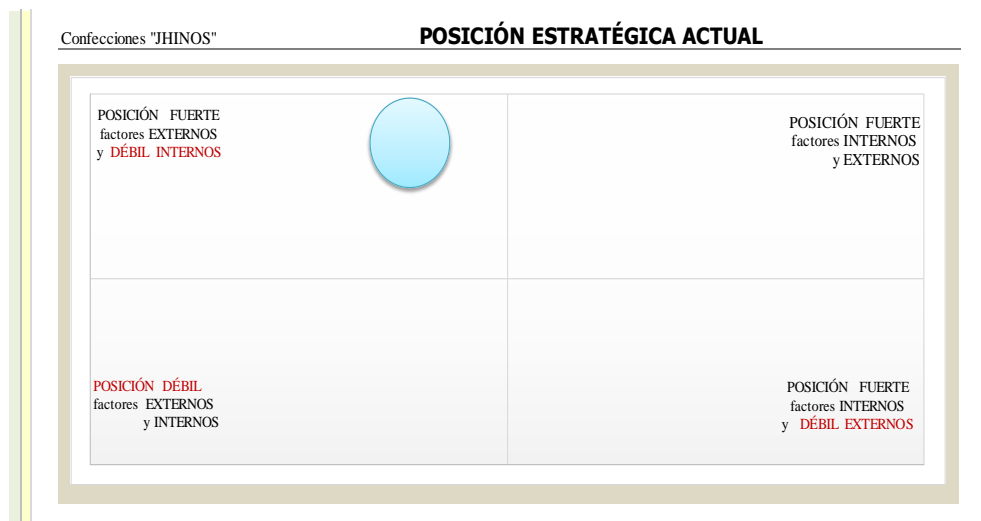 Confecciones "JHINOS"
POSICIÓN ESTRATÉGICA ACTUAL
POSICIÓN FUERTE
factores EXTERNOS
y DÉBIL INTERNOS
POSICIÓN FUERTE
factores INTERNOS
y EXTERNOS
POSICIÓN DÉBIL
factores EXTERNOS
y INTERNOS
POSICIÓN FUERTE
factores INTERNOS
y DÉBIL EXTERNOS